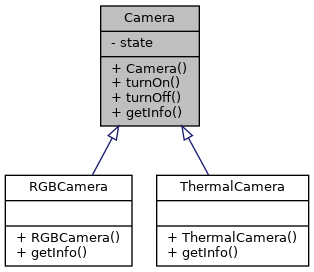 Camera
- state
+ Camera()
+ turnOn()
+ turnOff()
+ getInfo()
RGBCamera
+ RGBCamera()
+ getInfo()
ThermalCamera
+ ThermalCamera()
+ getInfo()